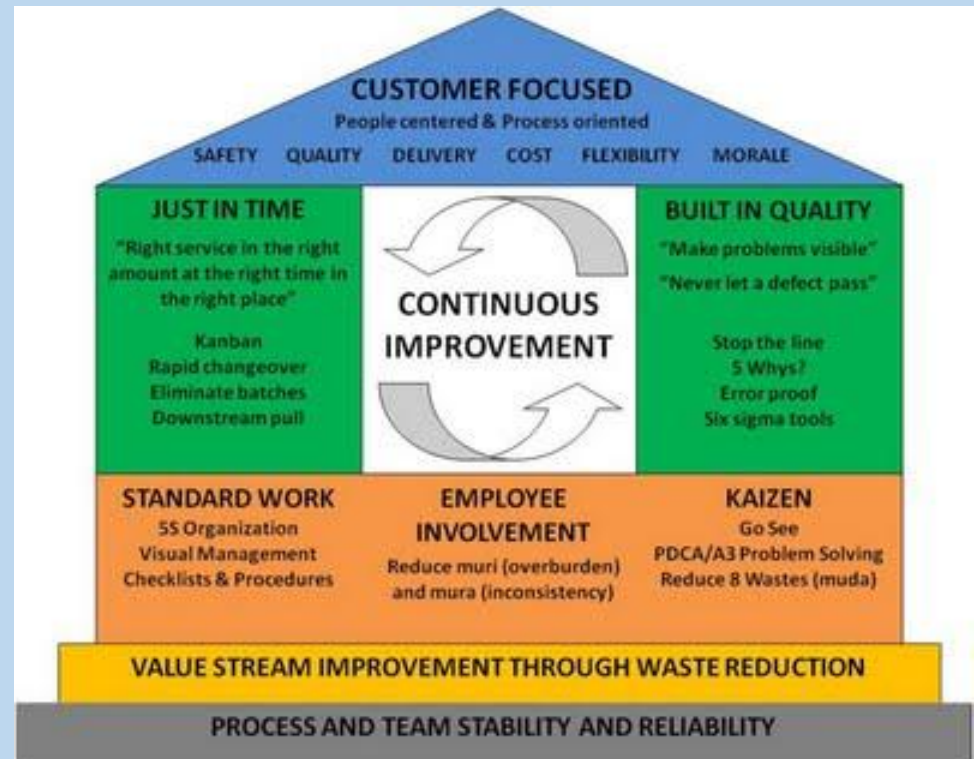 CUSTOMER FOCUSED
People centered & Process oriented
SAFETY QUALITY DELIVERY COST FLEXIBILITY MORALE
JUST IN TIME
"Right service in the right
amount at the right time in
the right place"
Kanban
Rapid changeover
Eliminate batches
Downstream pull
CONTINUOUS
IMPROVEMENT
BUILT IN QUALITY
"Make problems visible"
"Never let a defect pass"
Stop the line
5 Whys?
Error proof
Six sigma tools
STANDARD WORK
5S Organization
Visual Management
Checklists & Procedures
EMPLOYEE
INVOLVEMENT
Reduce muri (overburden)
and mura (inconsistency)
KAIZEN
Go See
PDCA/A3 Problem Solving
Reduce 8 Wastes (muda)
VALUE STREAM IMPROVEMENT THROUGH WASTE REDUCTION
PROCESS AND TEAM STABILITY AND RELIABILITY